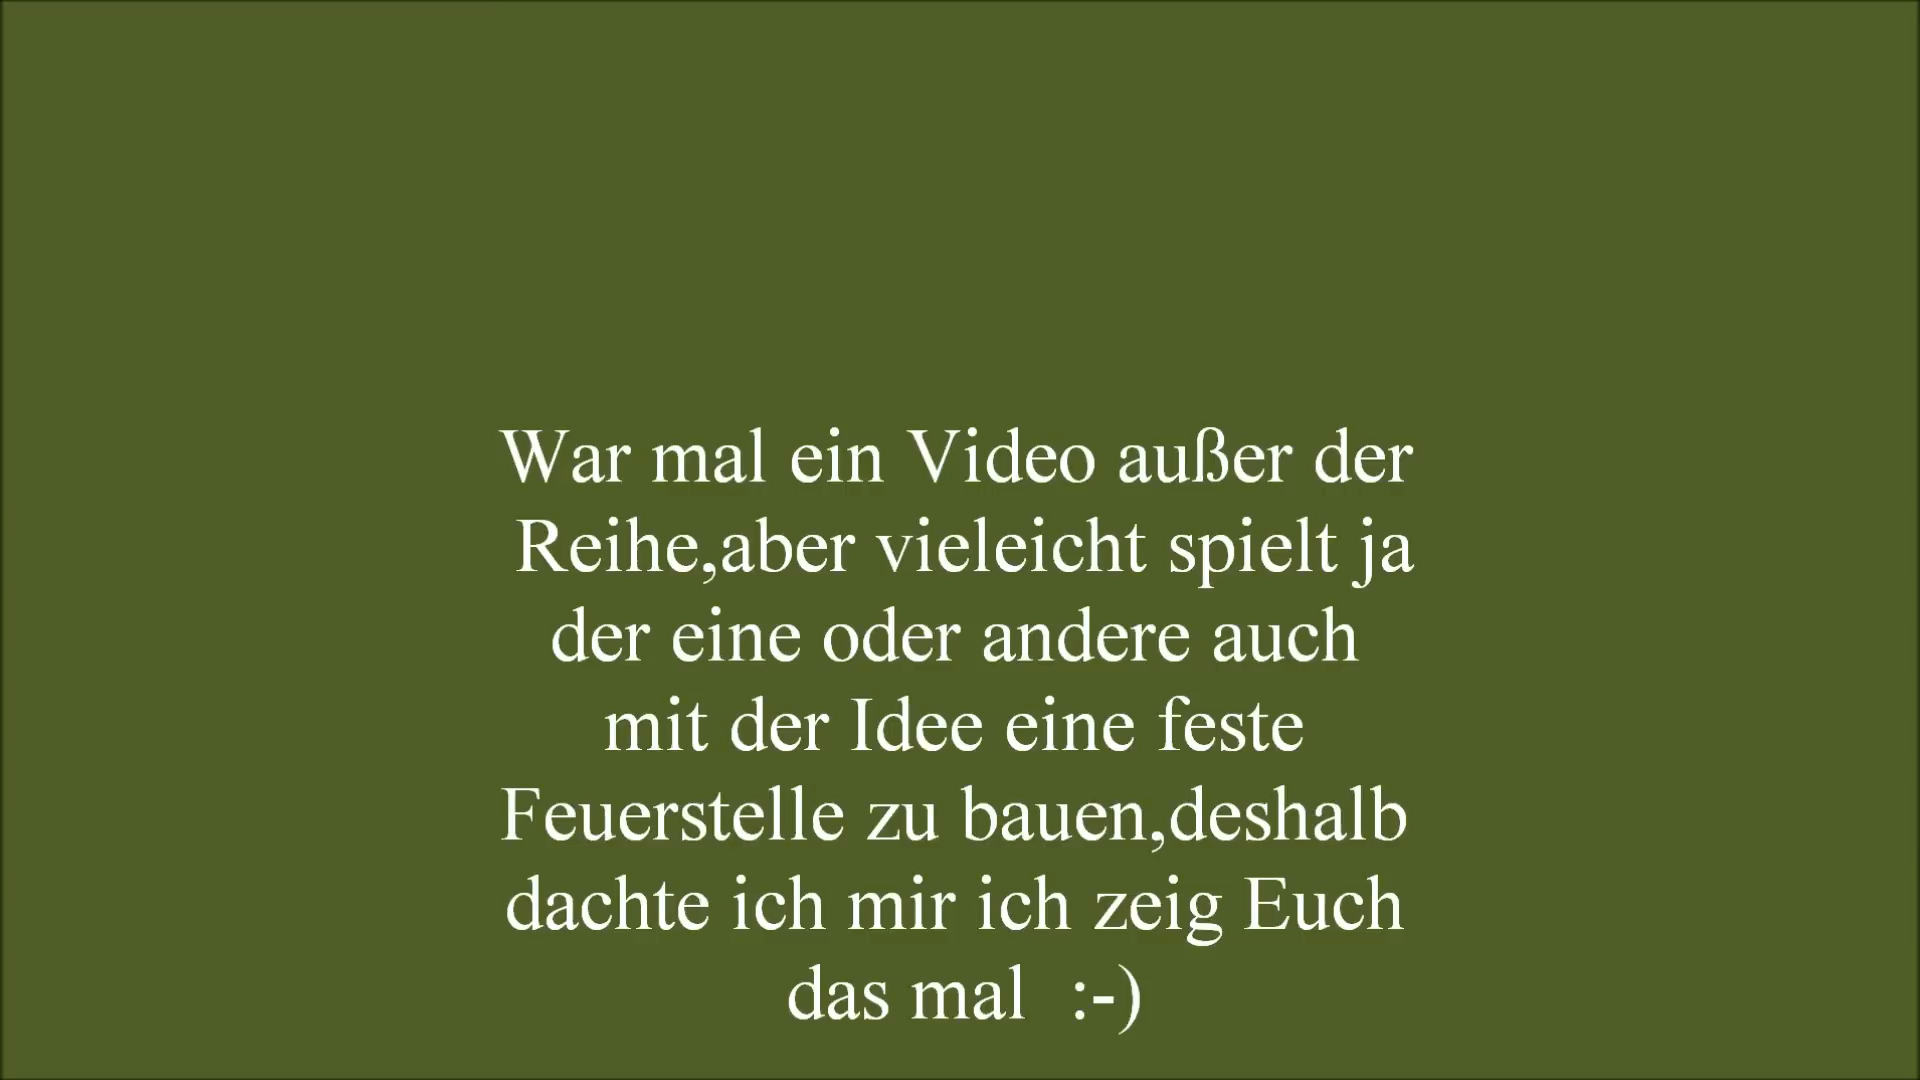 War mal ein Video außer der
Reihe,aber vieleicht spielt ja
der eine oder andere auch
mit der Idee eine feste
Feuerstelle zu bauen,deshalb
dachte ich mir ich zeig Euch
das mal  :-)